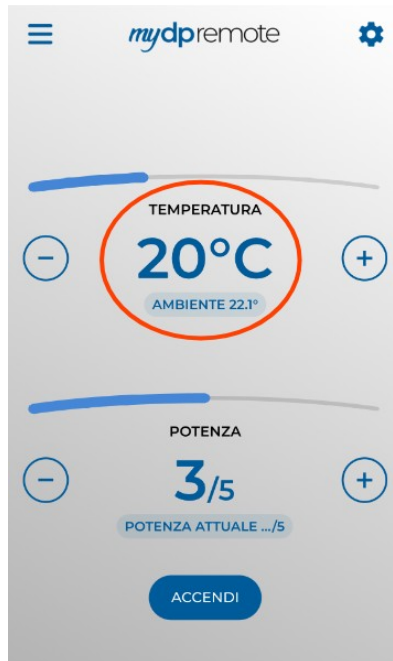 mydpremote
TEMPERATURA
20°C
AMBIENTE 22.1°
POTENZA
3/5
POTENZA ATTUALE .../5
ACCENDI